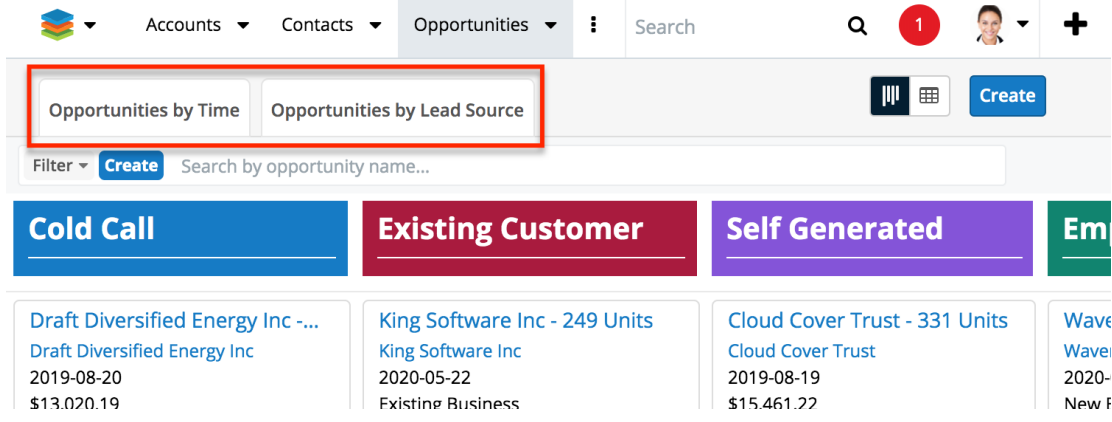 Accounts Contacts Opportunities Search 1
Opportunities by Time Opportunities by Lead Source Create
Filter Create Search by opportunity name...
Cold Call Existing Customer Self Generated
Draft Diversified Energy Inc -... King Software Inc - 249 Units Cloud Cover Trust - 331 Units
Draft Diversified Energy Inc King Software Inc Cloud Cover Trust
2019-08-20 2020-05-22 2019-08-19
$13,020.19 Existing Business $15,461.22